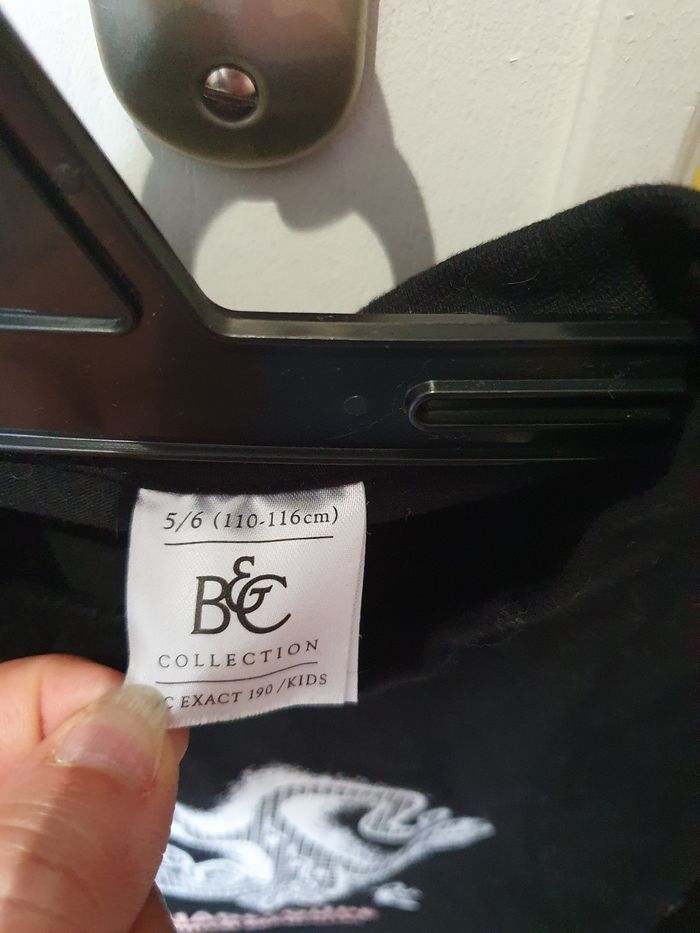 5/6 (110-116cm)
B&C
COLLECTION
C EXACT 190/KIDS